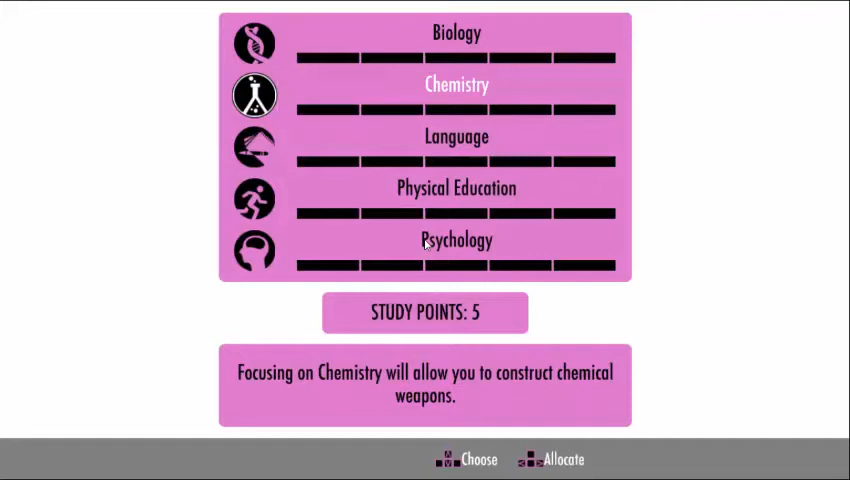 Biology
Chemistry
Language
Physical Education
Psychology
STUDY POINTS: 5
Focusing on Chemistry will allow you to construct chemical
weapons.
Choose Allocate